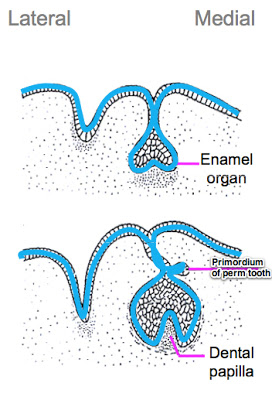 Lateral Medial
Enamel
organ
Primordium
of perm tooth
Dental
papilla